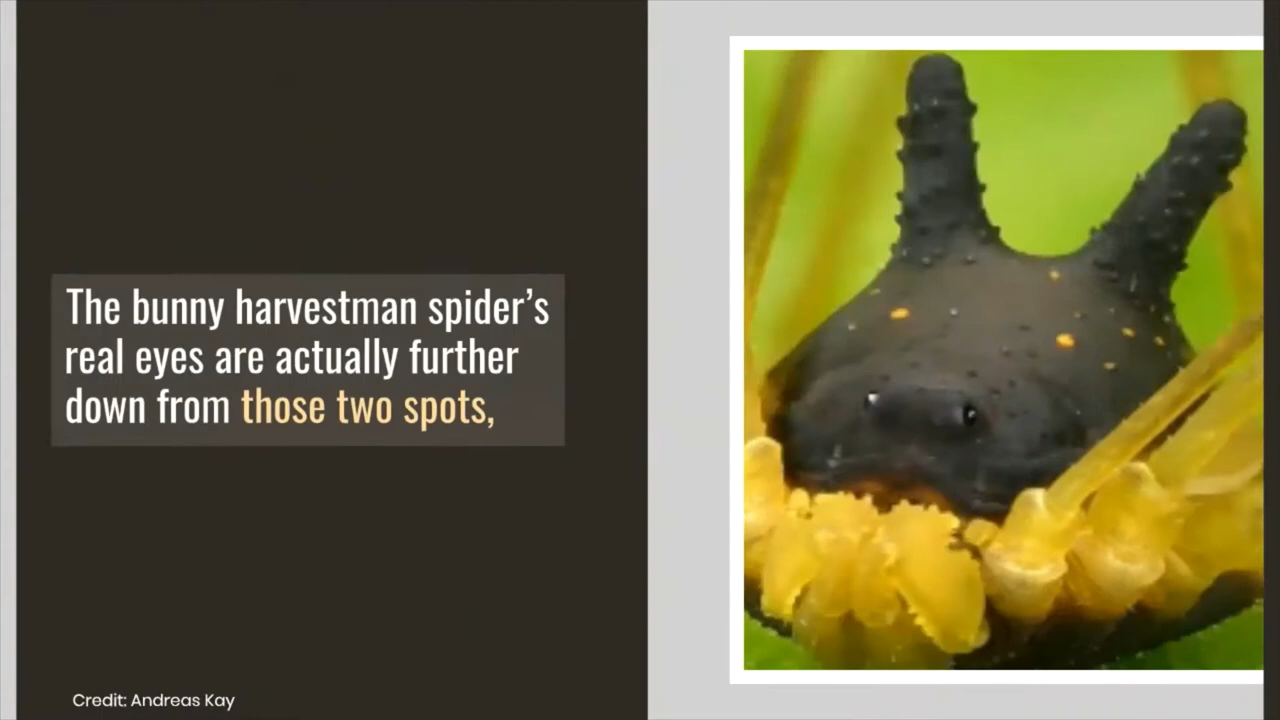 The bunny harvestman spider’s
real eyes are actually further
down from those two spots,
Credit: Andreas Kay